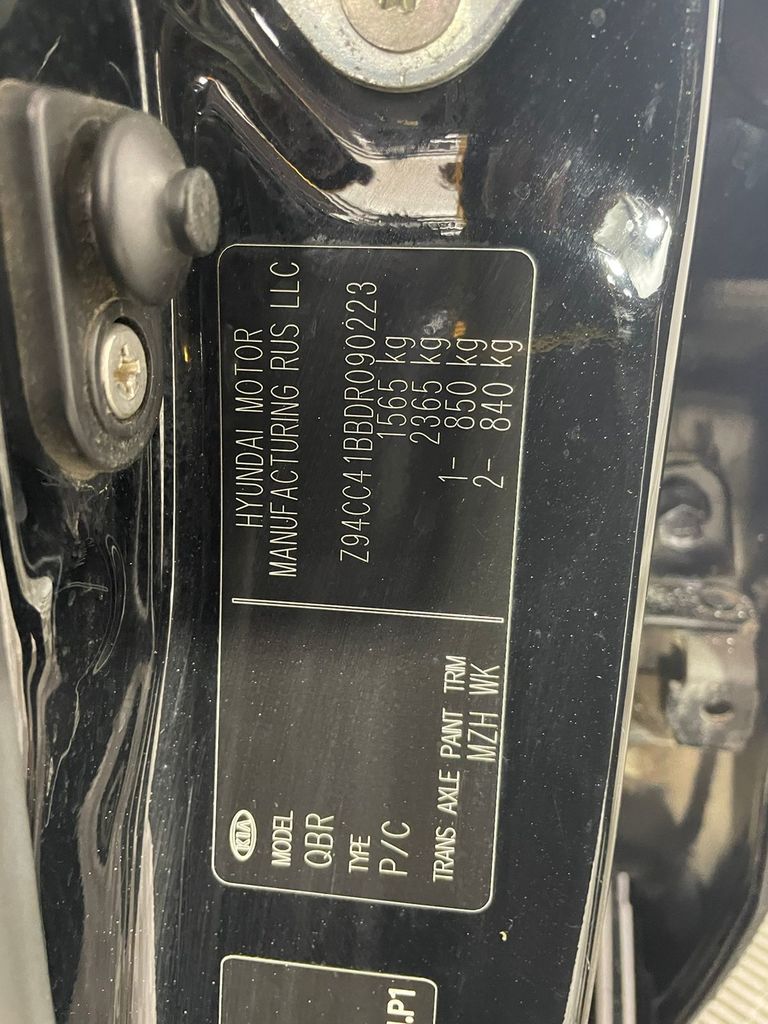 KIA
MODEL
QBR
TYPE
P/C
TRANS AXLE PAINT TRIM
MZH WK
HYUNDAI MOTOR
MANUFACTURING RUS LLC
Z94CC41BBDR090223
1565 kg
2365 kg
1- 850 kg
2- 840 kg
.P1